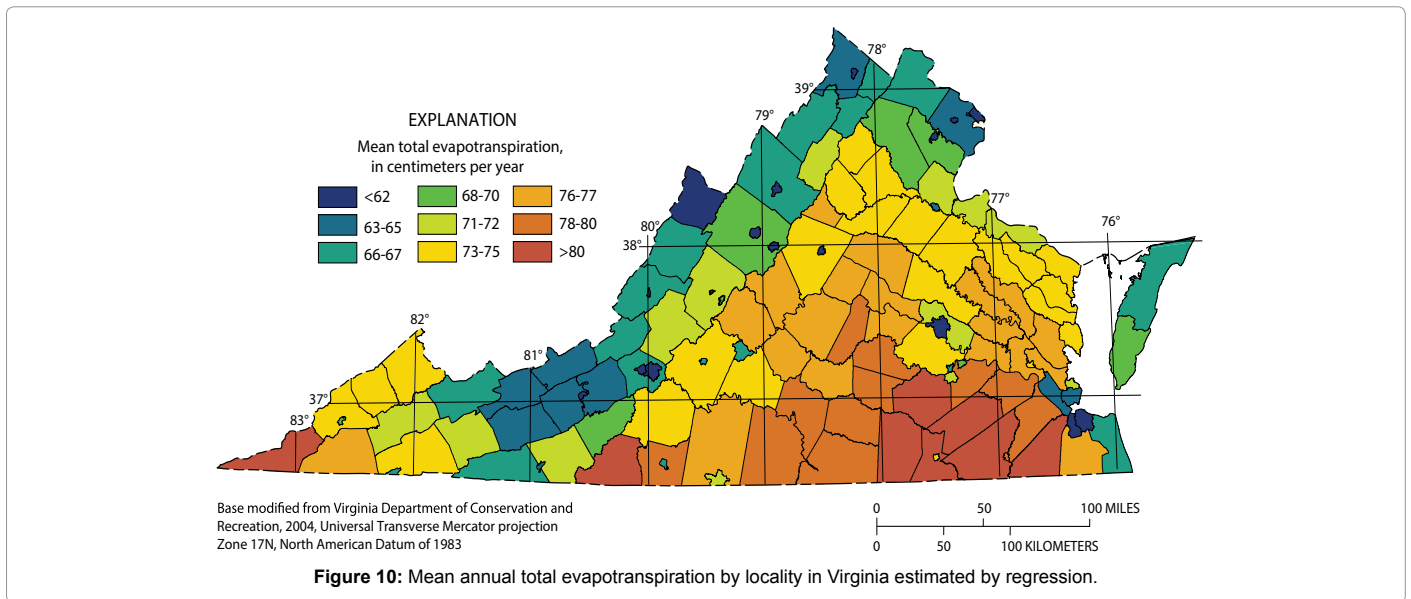 78°
39°
79°
EXPLANATION
Mean total evapotranspiration,
in centimeters per year
<62 68-70 76-77
63-65 71-72 78-80
66-67 73-75 >80
77°
80°
76°
38°
82°
81°
37°
83°
Base modified from Virginia Department of Conservation and
Recreation, 2004, Universal Transverse Mercator projection
Zone 17N, North American Datum of 1983
0 50 100 MILES
0 50 100 KILOMETERS
Figure 10: Mean annual total evapotranspiration by locality in Virginia estimated by regression.